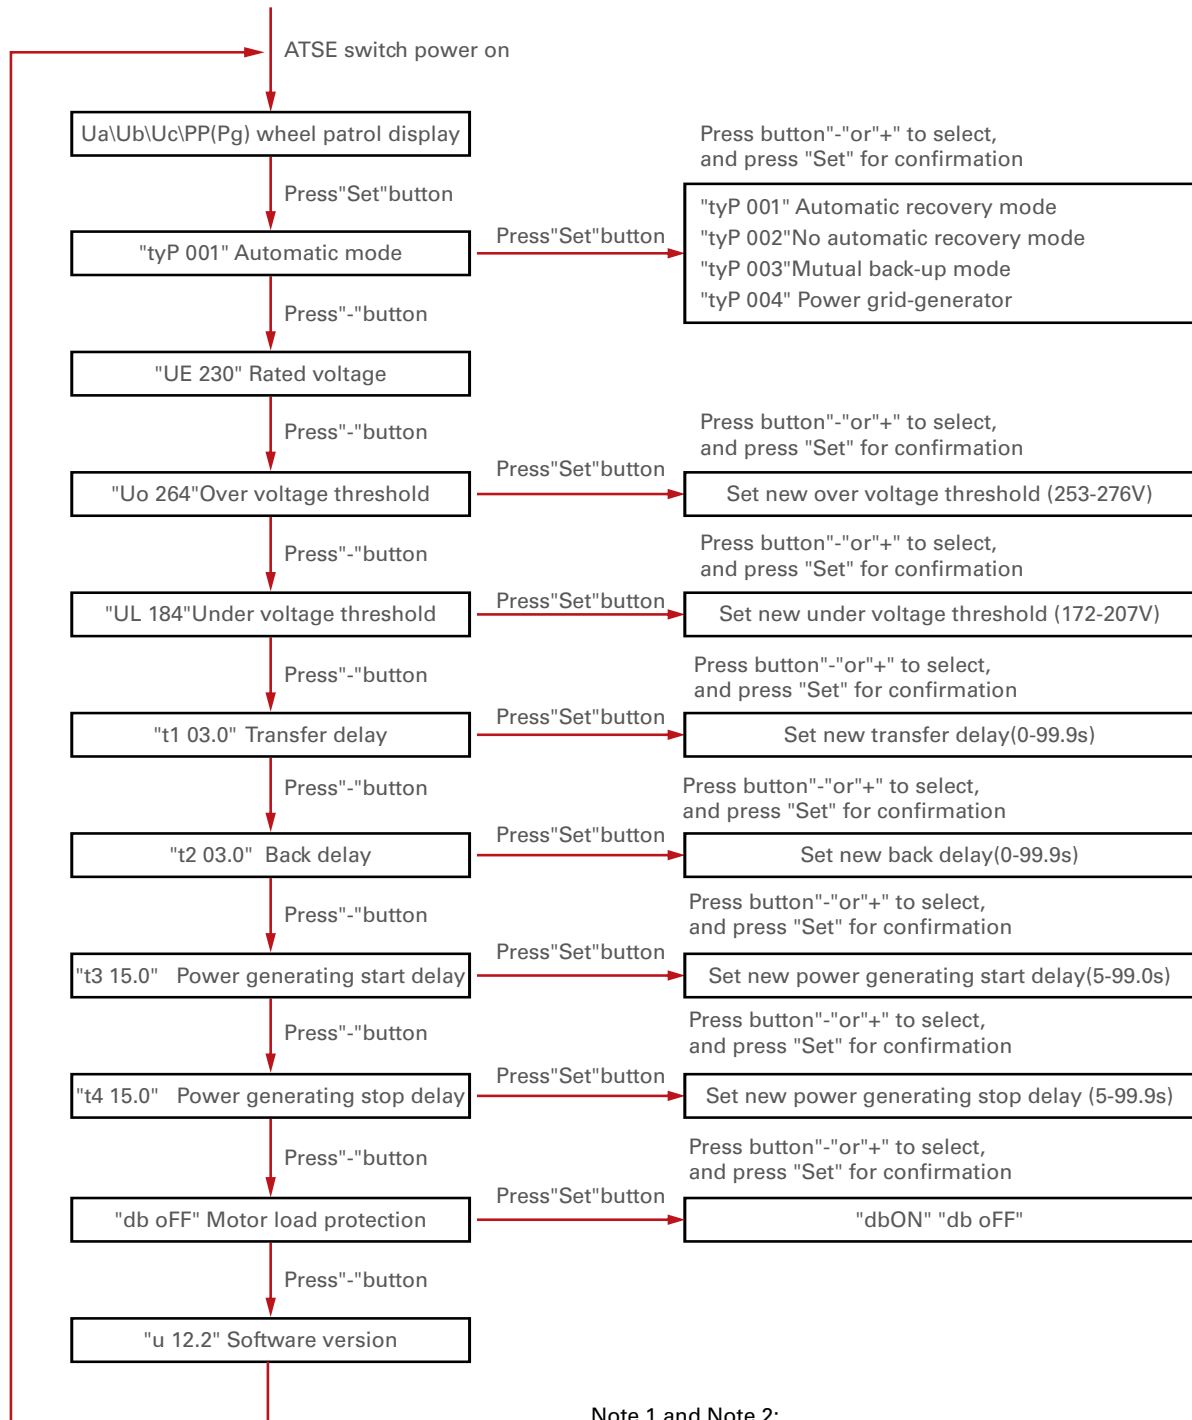 ATSE switch power on
Ua\Ub\Uc\PP(Pg) wheel patrol display
Press"Set"button
Press button"-"or"+" to select,
and press "Set" for confirmation
"tyP 001" Automatic mode
Press"Set"button
"tyP 001" Automatic recovery mode
"tyP 002"No automatic recovery mode
"tyP 003"Mutual back-up mode
"tyP 004" Power grid-generator
Press"-"button
"UE 230" Rated voltage
Press"-"button
Press button"-"or"+" to select,
and press "Set" for confirmation
"Uo 264"Over voltage threshold
Press"Set"button
Set new over voltage threshold (253-276V)
Press"-"button
Press button"-"or"+" to select,
and press "Set" for confirmation
"UL 184"Under voltage threshold
Press"Set"button
Set new under voltage threshold (172-207V)
Press"-"button
Press button"-"or"+" to select,
and press "Set" for confirmation
"t1 03.0" Transfer delay
Press"Set"button
Set new transfer delay(0-99.9s)
Press"-"button
Press button"-"or"+" to select,
and press "Set" for confirmation
"t2 03.0" Back delay
Press"Set"button
Set new back delay(0-99.9s)
Press"-"button
Press button"-"or"+" to select,
and press "Set" for confirmation
"t3 15.0" Power generating start delay
Press"Set"button
Set new power generating start delay(5-99.0s)
Press"-"button
Press button"-"or"+" to select,
and press "Set" for confirmation
"t4 15.0" Power generating stop delay
Press"Set"button
Set new power generating stop delay (5-99.9s)
Press"-"button
Press button"-"or"+" to select,
and press "Set" for confirmation
"db oFF" Motor load protection
Press"Set"button
"dbON" "db oFF"
Press"-"button
"u 12.2" Software version
Note 1 and Note 2: